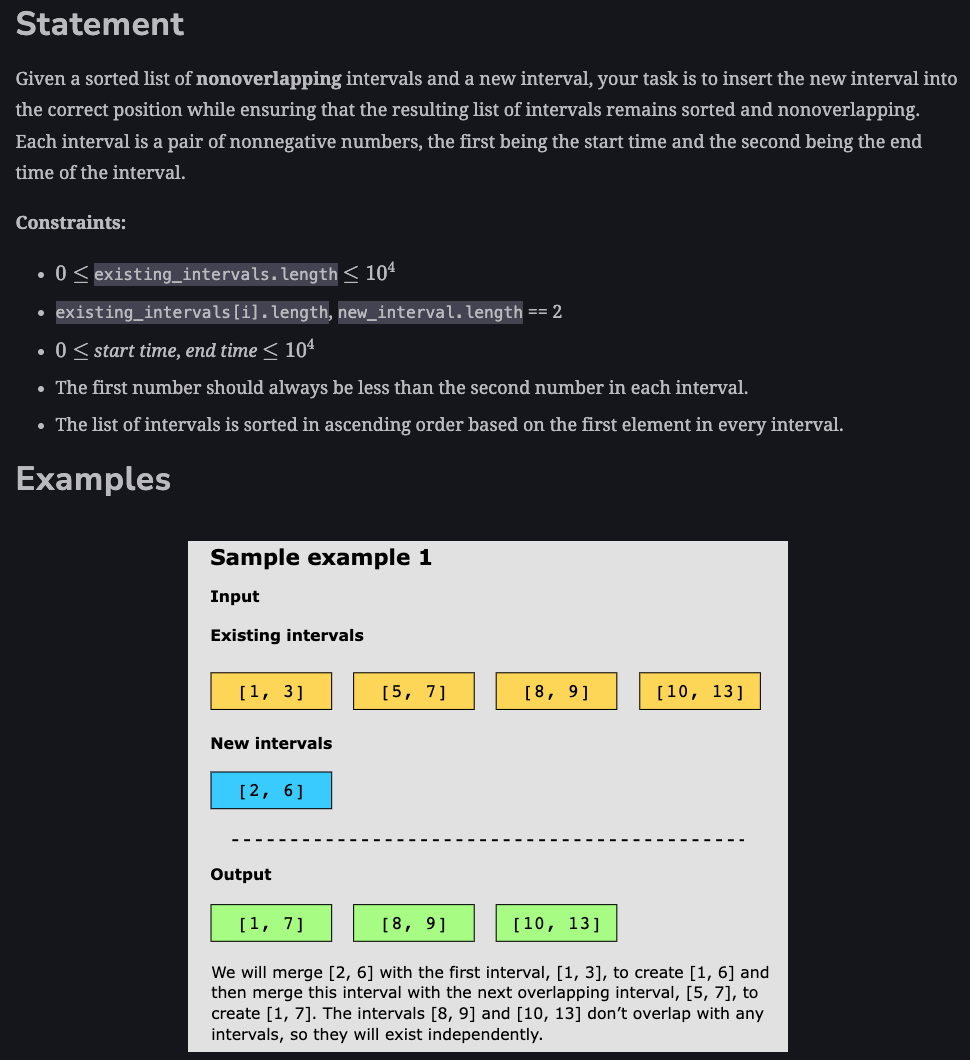 Statement
Given a sorted list of nonoverlapping intervals and a new interval, your task is to insert the new interval into
the correct position while ensuring that the resulting list of intervals remains sorted and nonoverlapping.
Each interval is a pair of nonnegative numbers, the first being the start time and the second being the end
time of the interval.
Constraints:
• 0 ≤ existing_intervals.length ≤ 10⁴
• existing_intervals[i].length, new_interval.length == 2
• 0 ≤ start time, end time ≤ 10⁴
• The first number should always be less than the second number in each interval.
• The list of intervals is sorted in ascending order based on the first element in every interval.
Examples
Sample example 1
Input
Existing intervals
[1, 3] [5, 7] [8, 9] [10, 13]
New intervals
[2, 6]
Output
[1, 7] [8, 9] [10, 13]
We will merge [2, 6] with the first interval, [1, 3], to create [1, 6] and
then merge this interval with the next overlapping interval, [5, 7], to
create [1, 7]. The intervals [8, 9] and [10, 13] don’t overlap with any
intervals, so they will exist independently.